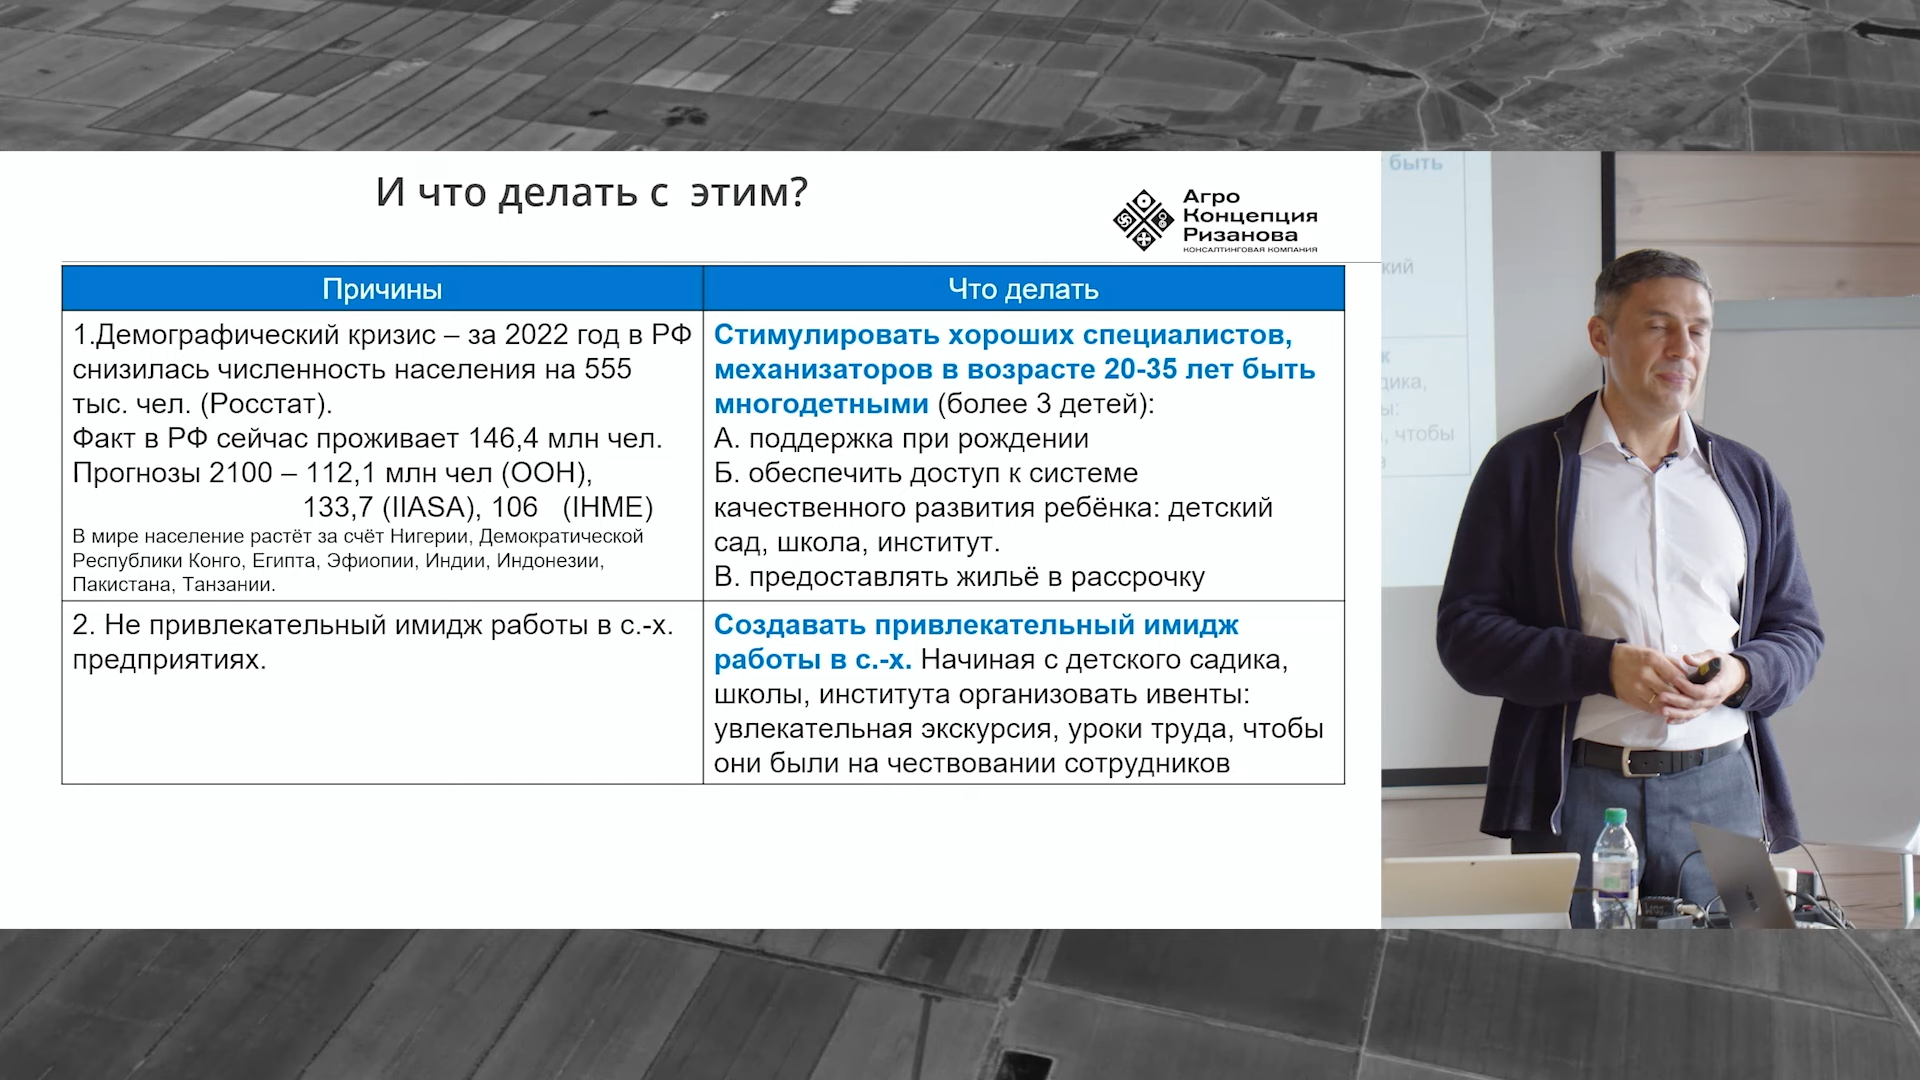 И что делать с этим?
Агро
Концепция
Ризанова
КОНСАЛТИНГОВАЯ КОМПАНИЯ
Причины
Что делать
1.Демографический кризис – за 2022 год в РФ
снизилась численность населения на 555
тыс. чел. (Росстат).
Факт в РФ сейчас проживает 146,4 млн чел.
Прогнозы 2100 – 112,1 млн чел (ООН),
133,7 (IIASA), 106 (IHME)
В мире население растёт за счёт Нигерии, Демократической
Республики Конго, Египта, Эфиопии, Индии, Индонезии,
Пакистана, Танзании.
Стимулировать хороших специалистов,
механизаторов в возрасте 20-35 лет быть
многодетными (более 3 детей):
А. поддержка при рождении
Б. обеспечить доступ к системе
качественного развития ребёнка: детский
сад, школа, институт.
В. предоставлять жильё в рассрочку
2. Не привлекательный имидж работы в с.-х.
предприятиях.
Создавать привлекательный имидж
работы в с.-х. Начиная с детского садика,
школы, института организовать ивенты:
увлекательная экскурсия, уроки труда, чтобы
они были на чествовании сотрудников
быть
кий
дика,
ы:
, чтобы